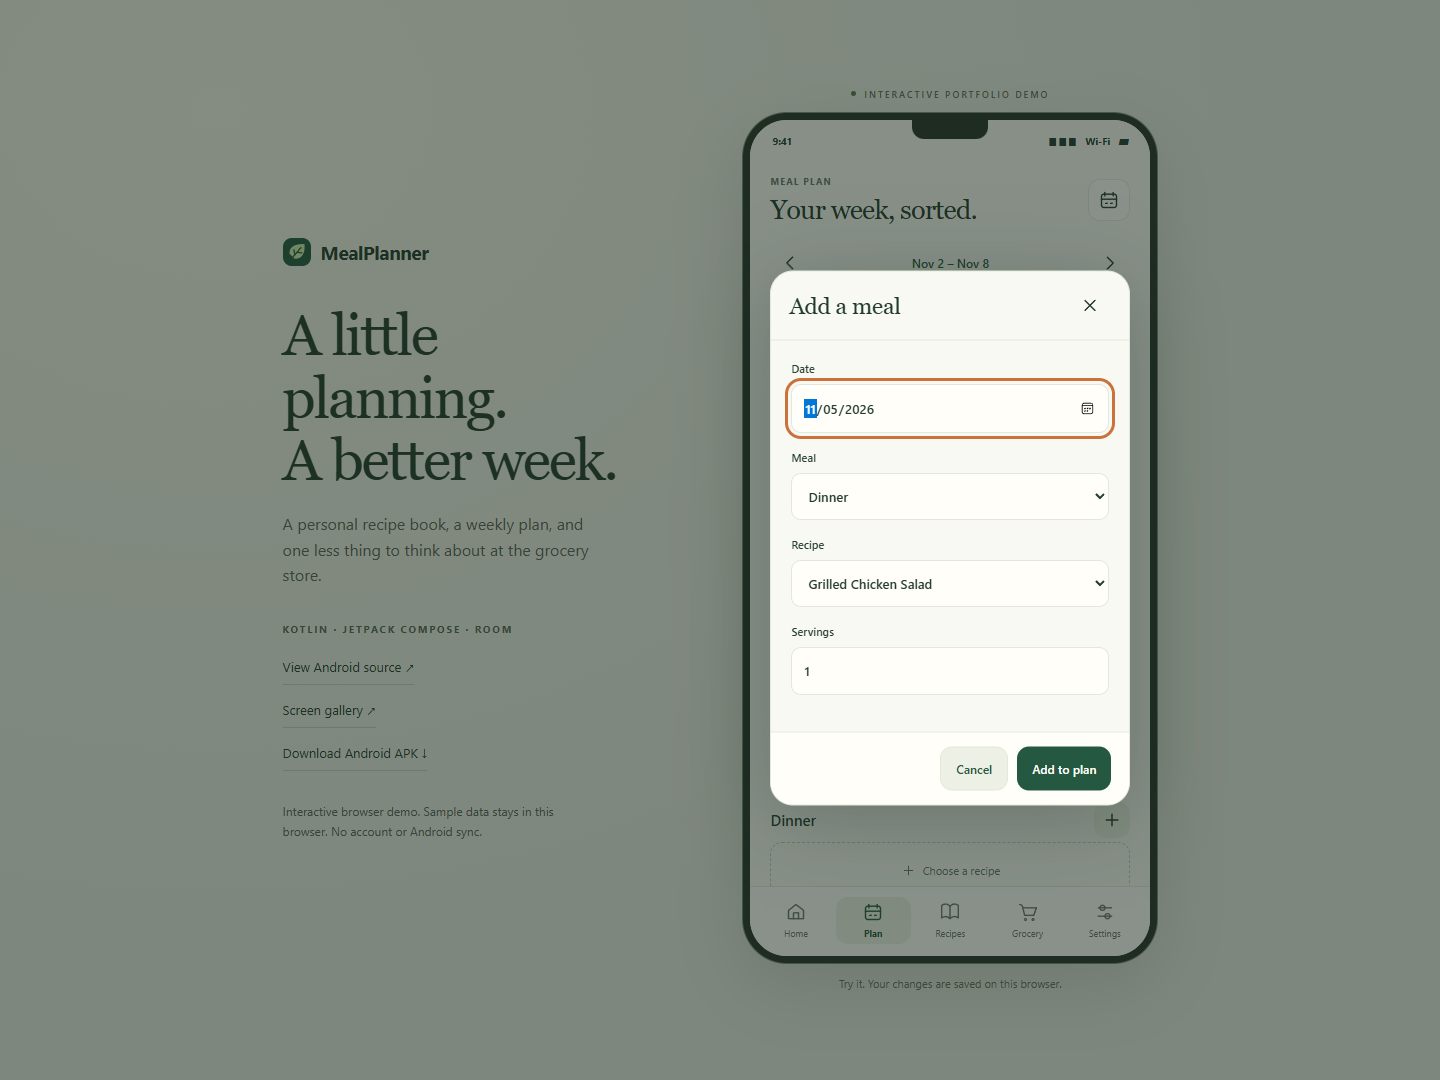 MealPlanner
A little
planning.
A better week.
A personal recipe book, a weekly plan, and
one less thing to think about at the grocery
store.
KOTLIN · JETPACK COMPOSE · ROOM
View Android source ↗
Screen gallery ↗
Download Android APK ↓
Interactive browser demo. Sample data stays in this
browser. No account or Android sync.
INTERACTIVE PORTFOLIO DEMO
9:41
Wi-Fi
MEAL PLAN
Your week, sorted.
Nov 2 – Nov 8
Add a meal
Date
11/05/2026
Meal
Dinner
Recipe
Grilled Chicken Salad
Servings
1
Cancel
Add to plan
Dinner
Choose a recipe
Home
Plan
Recipes
Grocery
Settings
Try it. Your changes are saved on this browser.